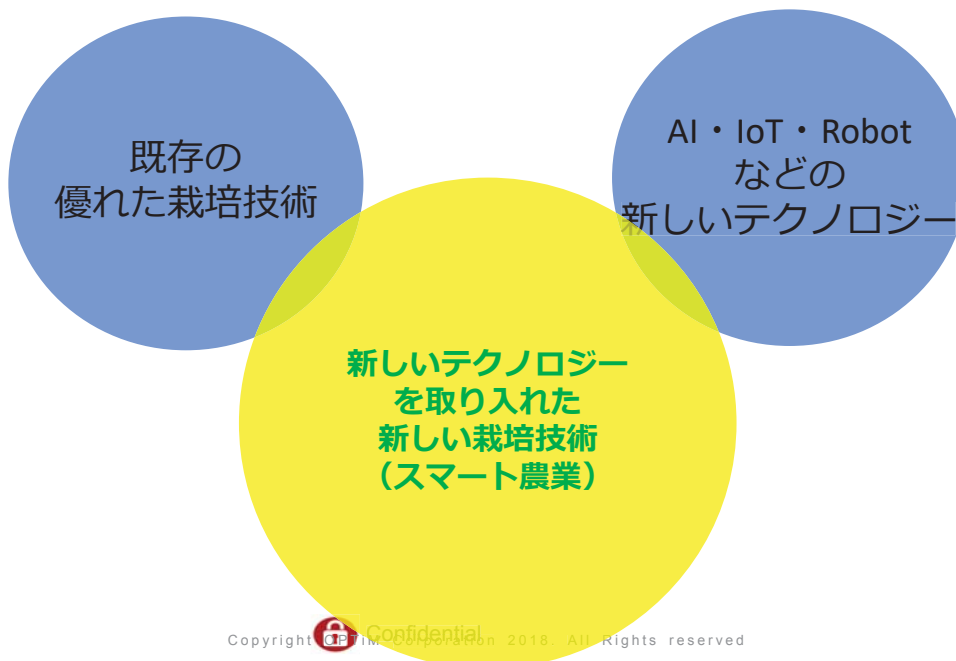 既存の
優れた栽培技術
AI・IoT・Robot
などの
新しいテクノロジー
新しいテクノロジー
を取り入れた
新しい栽培技術
（スマート農業）
Confidential
Copyright OPTiM Corporation 2018. All Rights reserved